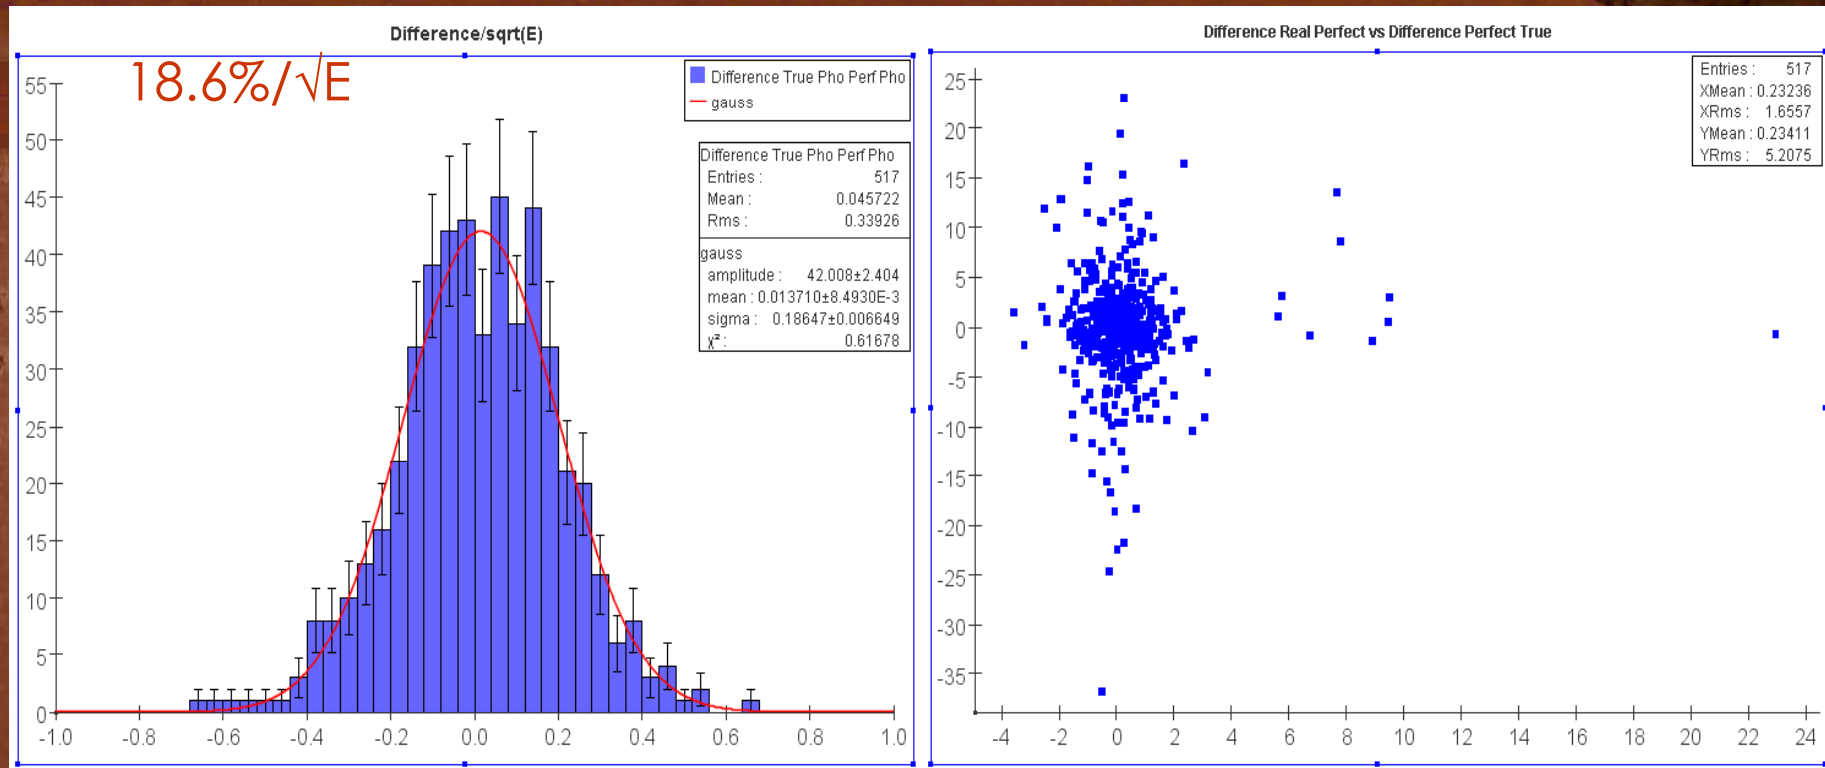 Difference/sqrt(E)
18.6%/√E
Difference True Pho Perf Pho
gauss
Difference True Pho Perf Pho
Entries : 517
Mean : 0.045722
Rms : 0.33926
gauss
amplitude : 42.008±2.404
mean : 0.013710±8.4930E-3
sigma : 0.18647±0.006649
χ² : 0.61678
55
50
45
40
35
30
25
20
15
10
5
0
-1.0 -0.8 -0.6 -0.4 -0.2 0.0 0.2 0.4 0.6 0.8 1.0
Difference Real Perfect vs Difference Perfect True
Entries : 517
XMean : 0.23236
XRms : 1.6557
YMean : 0.23411
YRms : 5.2075
25
20
15
10
5
0
-5
-10
-15
-20
-25
-30
-35
-4 -2 0 2 4 6 8 10 12 14 16 18 20 22 24